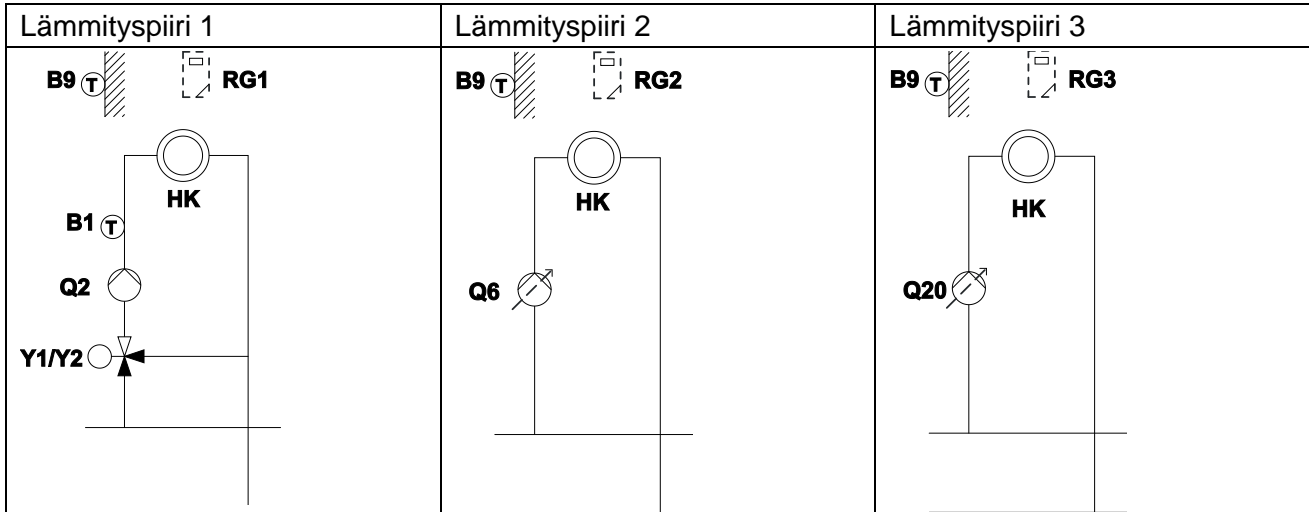 Lämmityspiiri 1
B9 T RG1
HK
B1 T
Q2
Y1/Y2
Lämmityspiiri 2
B9 T RG2
HK
Q6
Lämmityspiiri 3
B9 T RG3
HK
Q20